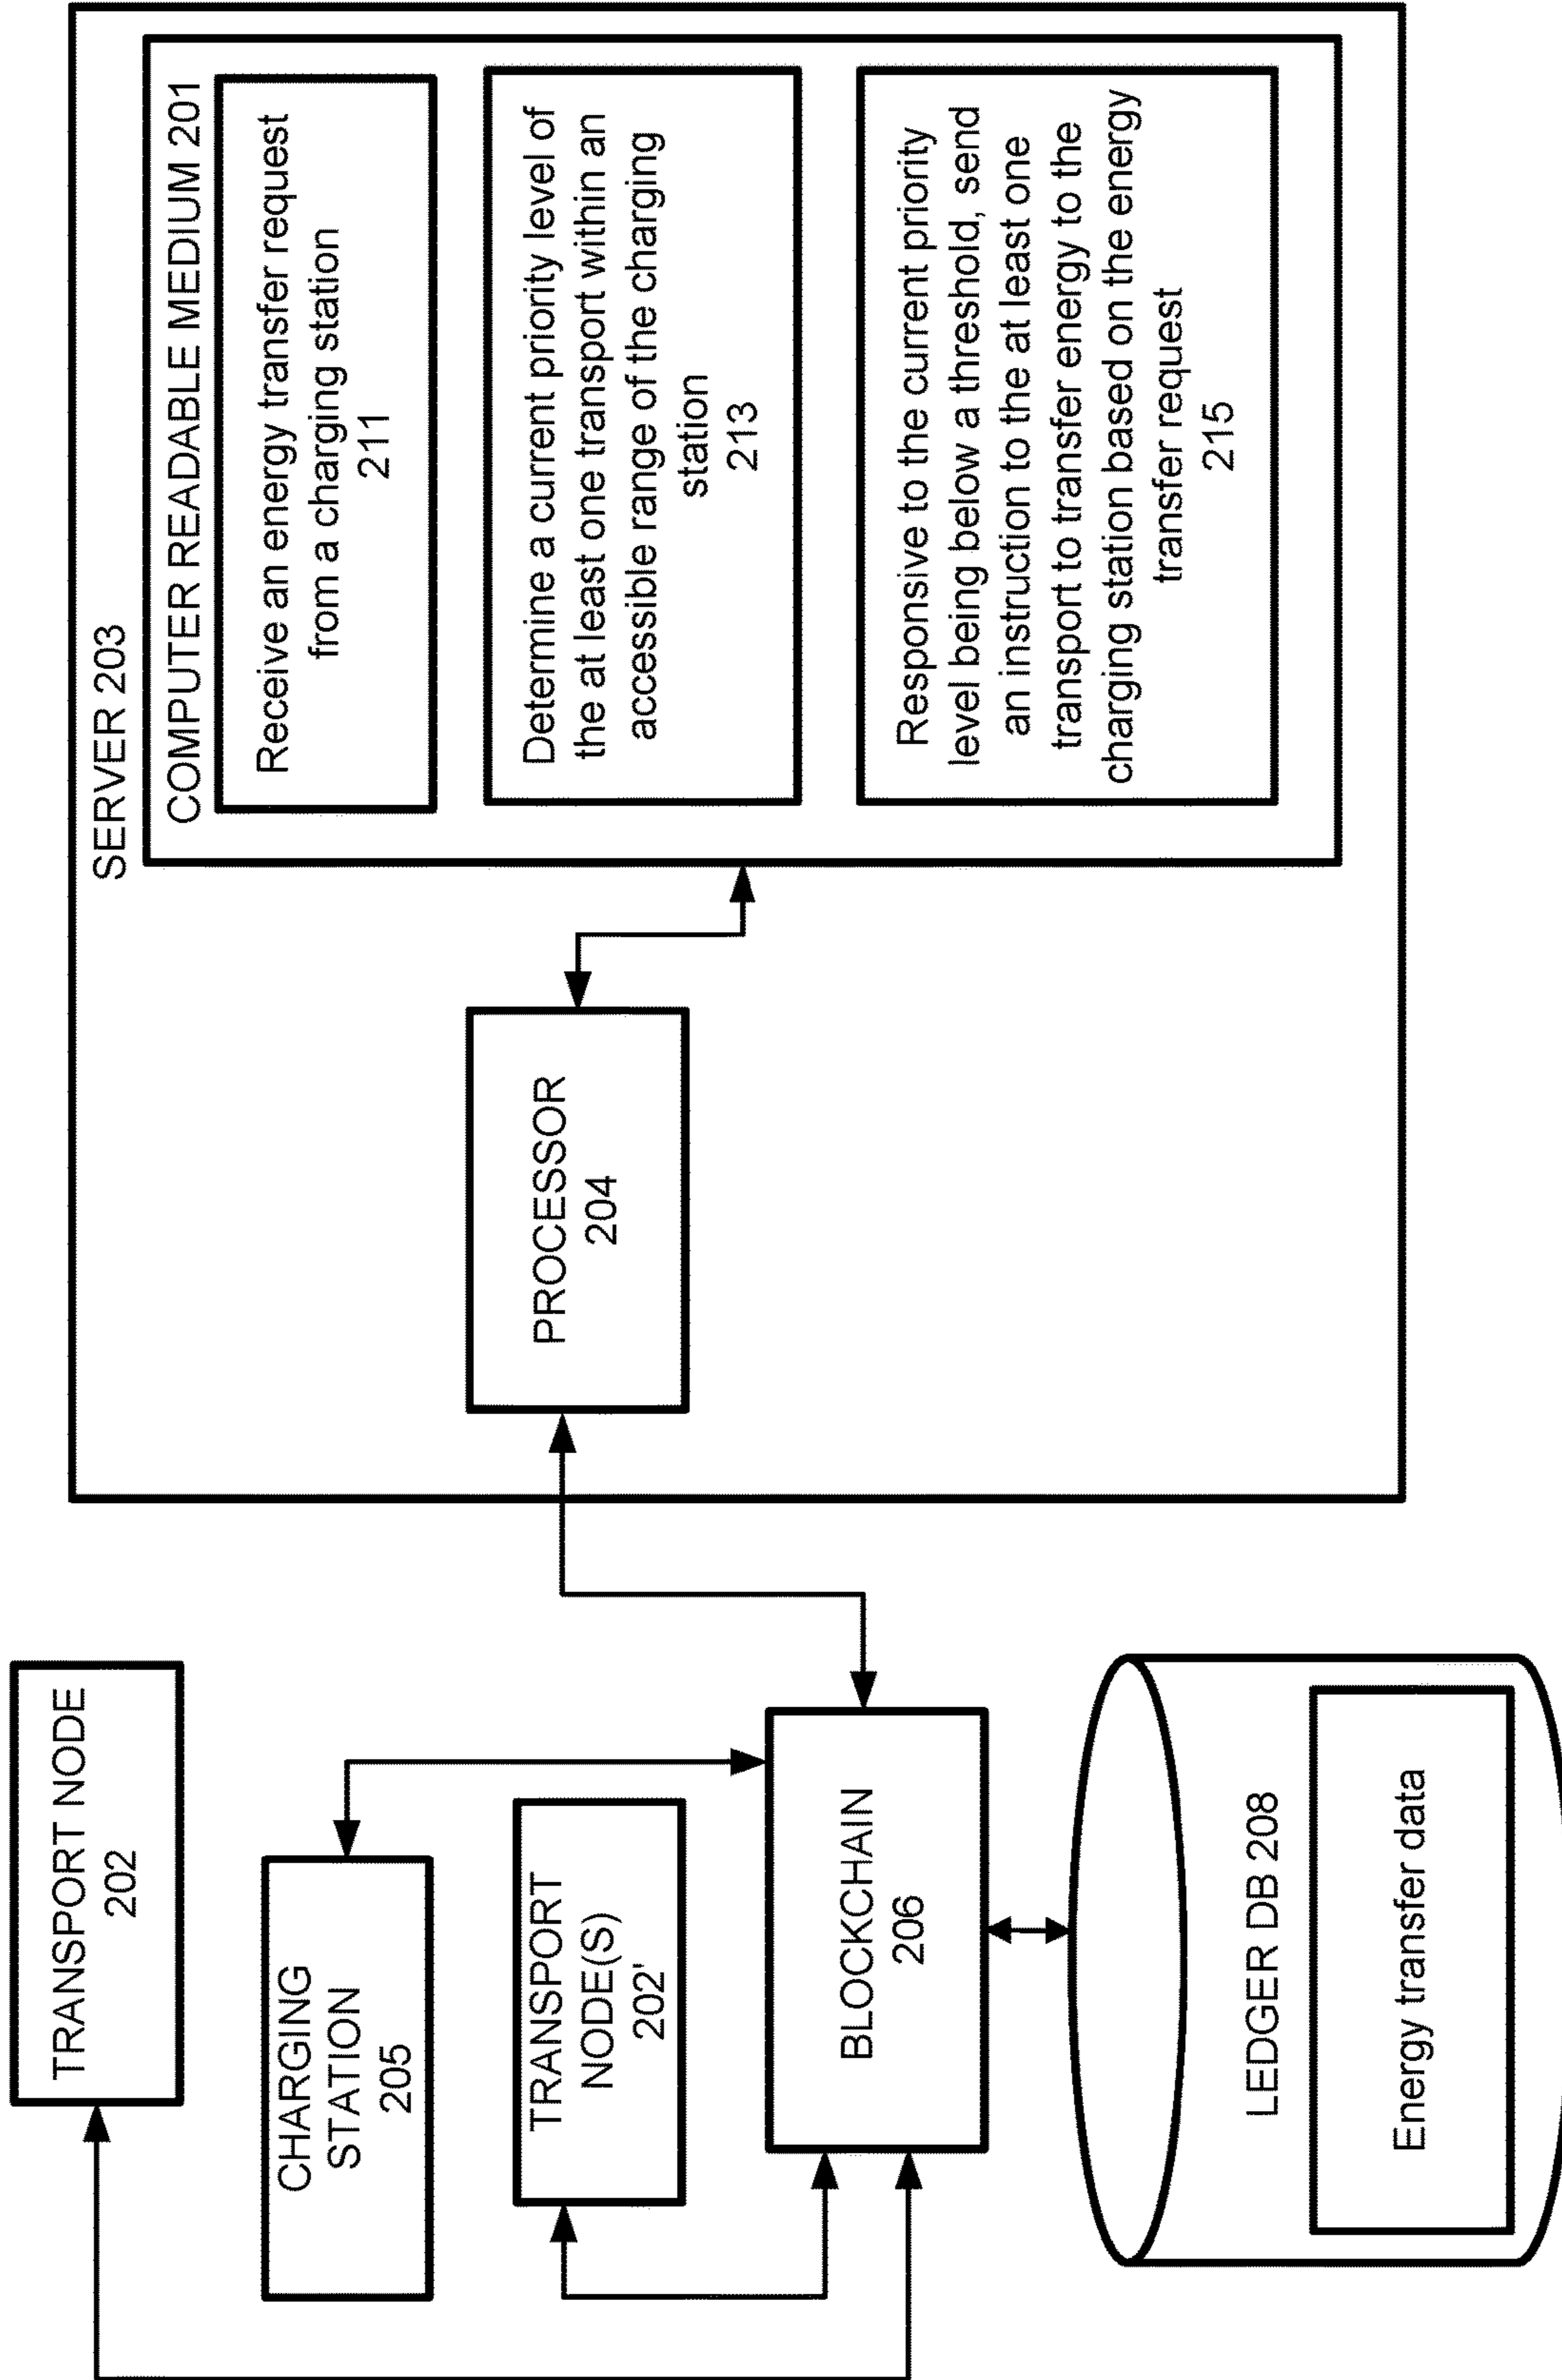 TRANSPORT NODE
202
CHARGING
STATION
205
TRANSPORT
NODE(S)
202'
BLOCKCHAIN
206
LEDGER DB 208
Energy transfer data
SERVER 203
PROCESSOR
204
COMPUTER READABLE MEDIUM 201
Receive an energy transfer request
from a charging station
211
Determine a current priority level of
the at least one transport within an
accessible range of the charging
station
213
Responsive to the current priority
level being below a threshold, send
an instruction to the at least one
transport to transfer energy to the
charging station based on the energy
transfer request
215